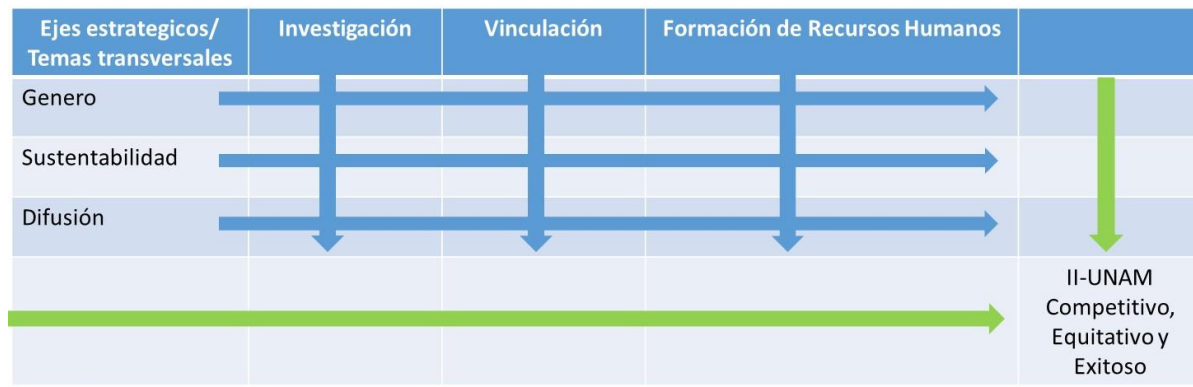 Ejes estrategicos/
Temas transversales
Investigación
Vinculación
Formación de Recursos Humanos
Genero
Sustentabilidad
Difusión
II-UNAM
Competitivo,
Equitativo y
Exitoso